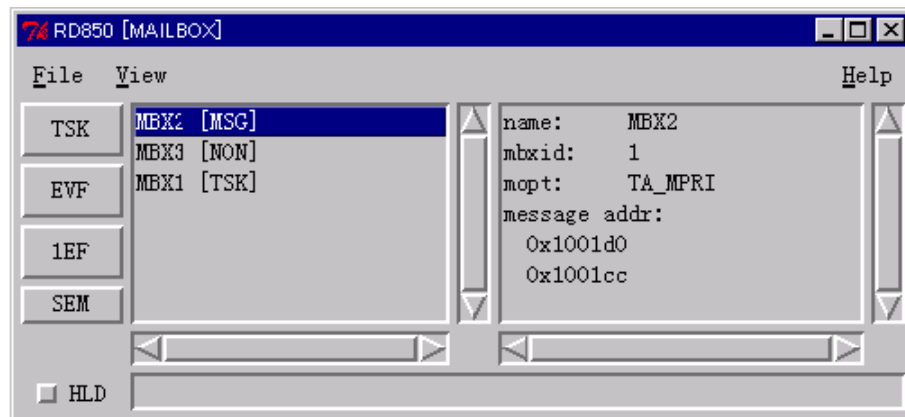 RD850 [MAILBOX]
File View Help
TSK
EVF
1EF
SEM
MBX2 [MSG]
MBX3 [NON]
MBX1 [TSK]
name: MBX2
mbxid: 1
mopt: TA_MPRI
message addr:
0x1001d0
0x1001cc
HLD